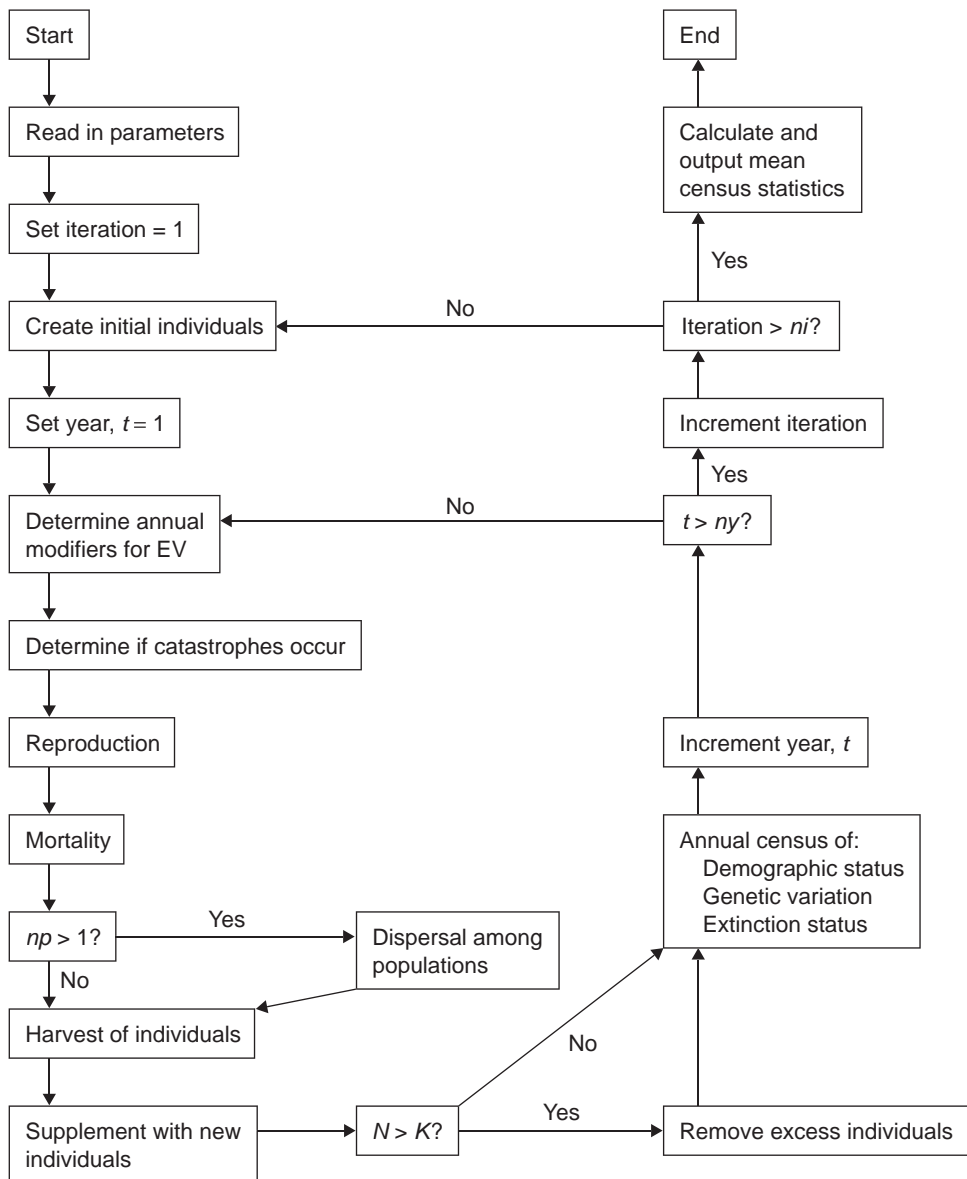 Start
Read in parameters
Set iteration = 1
Create initial individuals
Set year, t = 1
Determine annual
modifiers for EV
Determine if catastrophes occur
Reproduction
Mortality
np > 1?
Yes
No
Dispersal among
populations
Harvest of individuals
Supplement with new
individuals
N > K?
No
Yes
Remove excess individuals
Annual census of:
Demographic status
Genetic variation
Extinction status
Increment year, t
t > ny?
No
Yes
Increment iteration
Iteration > ni?
No
Yes
Calculate and
output mean
census statistics
End